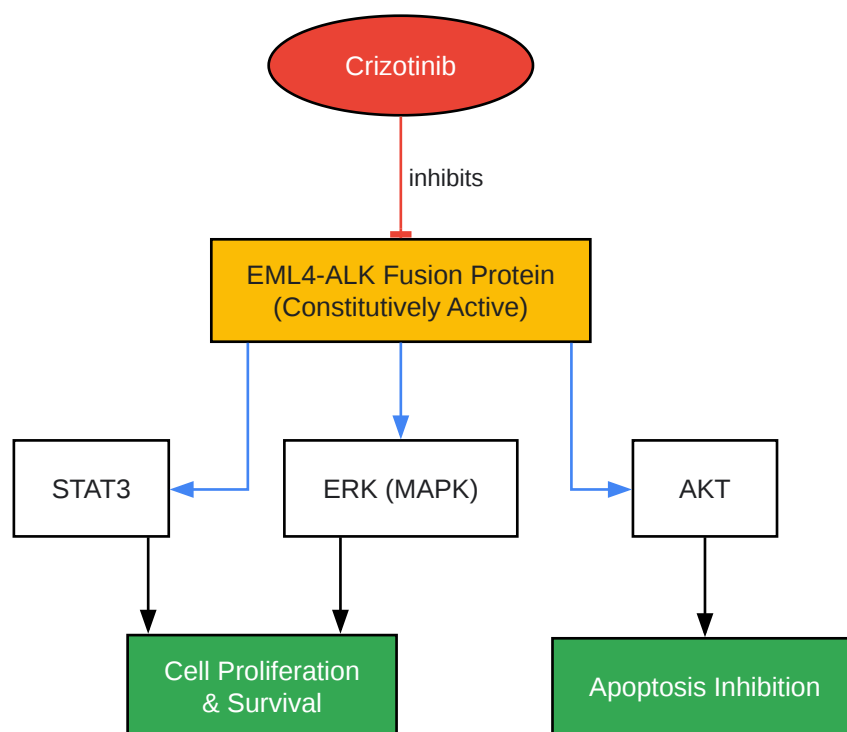 Crizotinib
inhibits
EML4-ALK Fusion Protein
(Constitutively Active)
STAT3
ERK (MAPK)
AKT
Cell Proliferation
& Survival
Apoptosis Inhibition